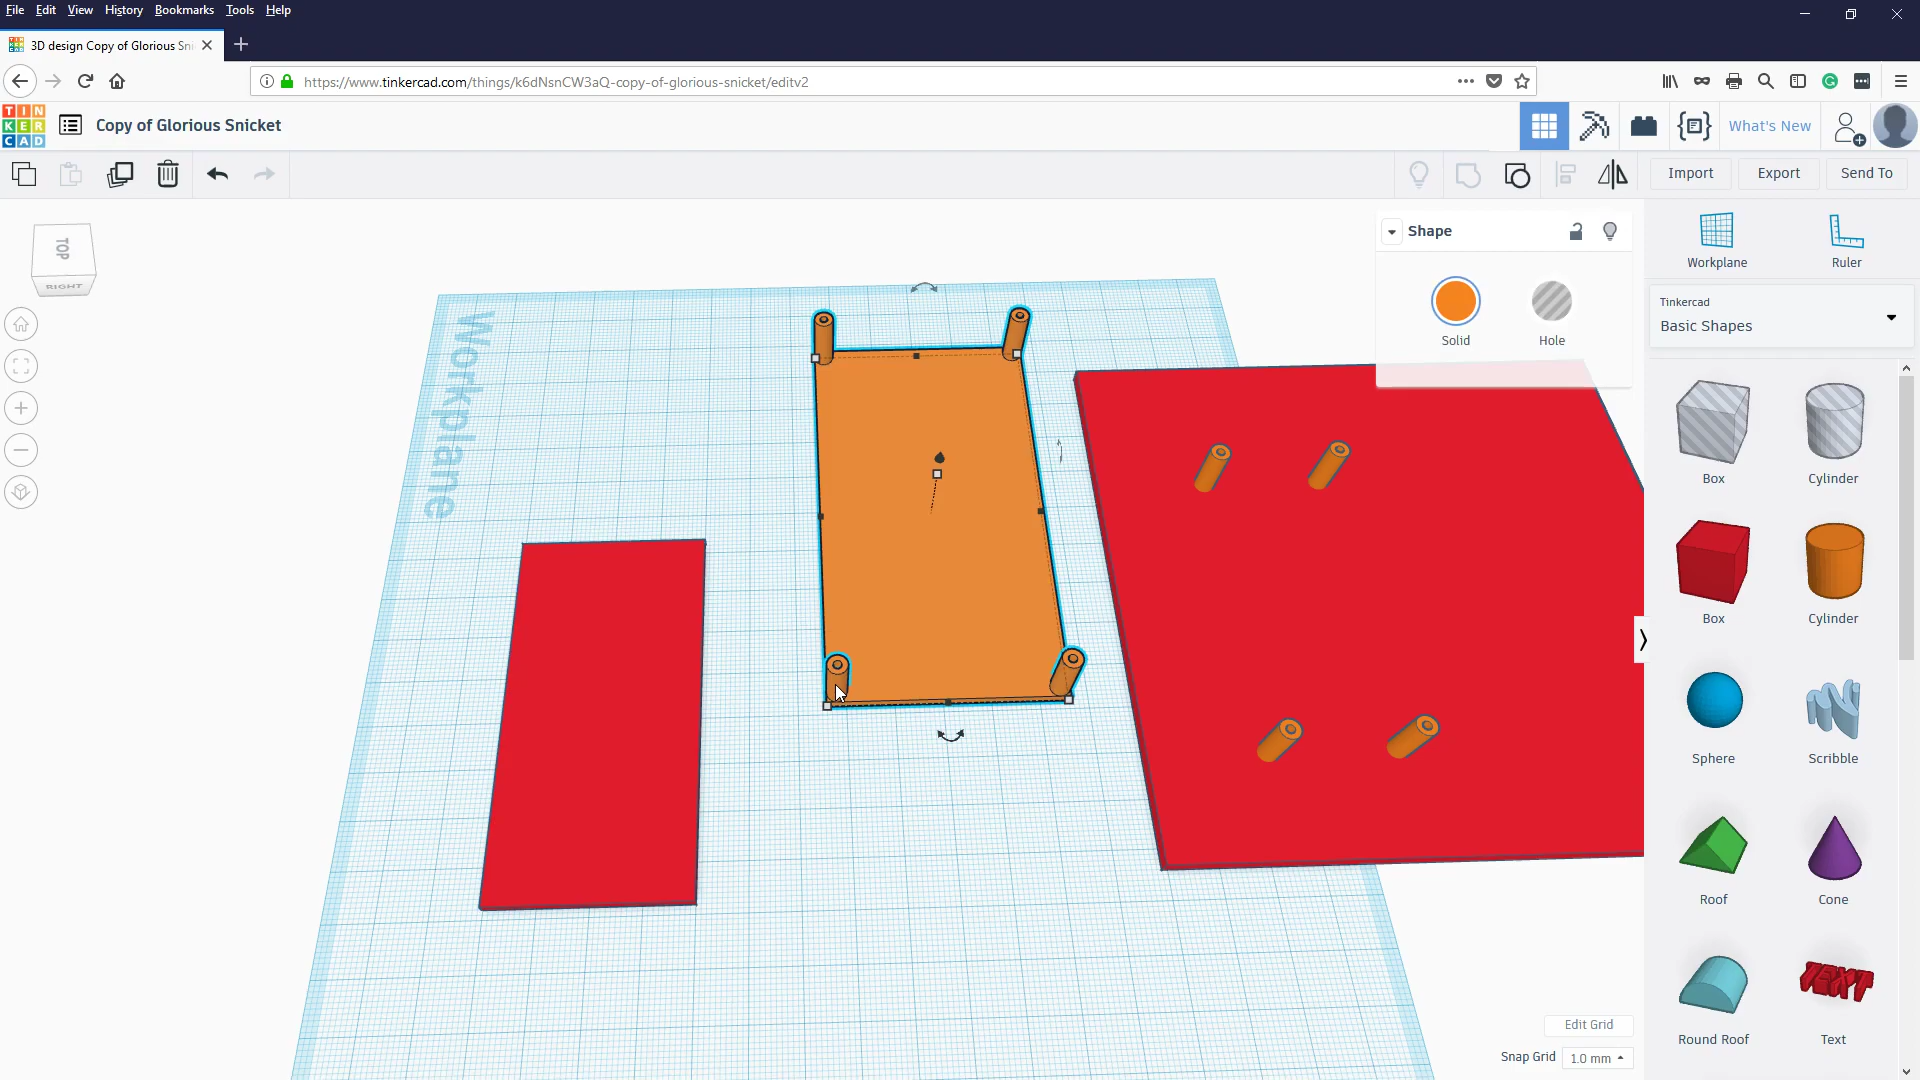 File Edit View History Bookmarks Tools Help
3D design Copy of Glorious Sni
https://www.tinkercad.com/things/k6dNsnCW3aQ-copy-of-glorious-snicket/editv2
TIN
KER
CAD
Copy of Glorious Snicket
What's New
Import
Export
Send To
TOP
RIGHT
Workplane
Shape
Solid
Hole
Workplane
Ruler
Tinkercad
Basic Shapes
Box
Cylinder
Box
Cylinder
Sphere
Scribble
Roof
Cone
TEXT
Round Roof
Text
Edit Grid
Snap Grid 1.0 mm